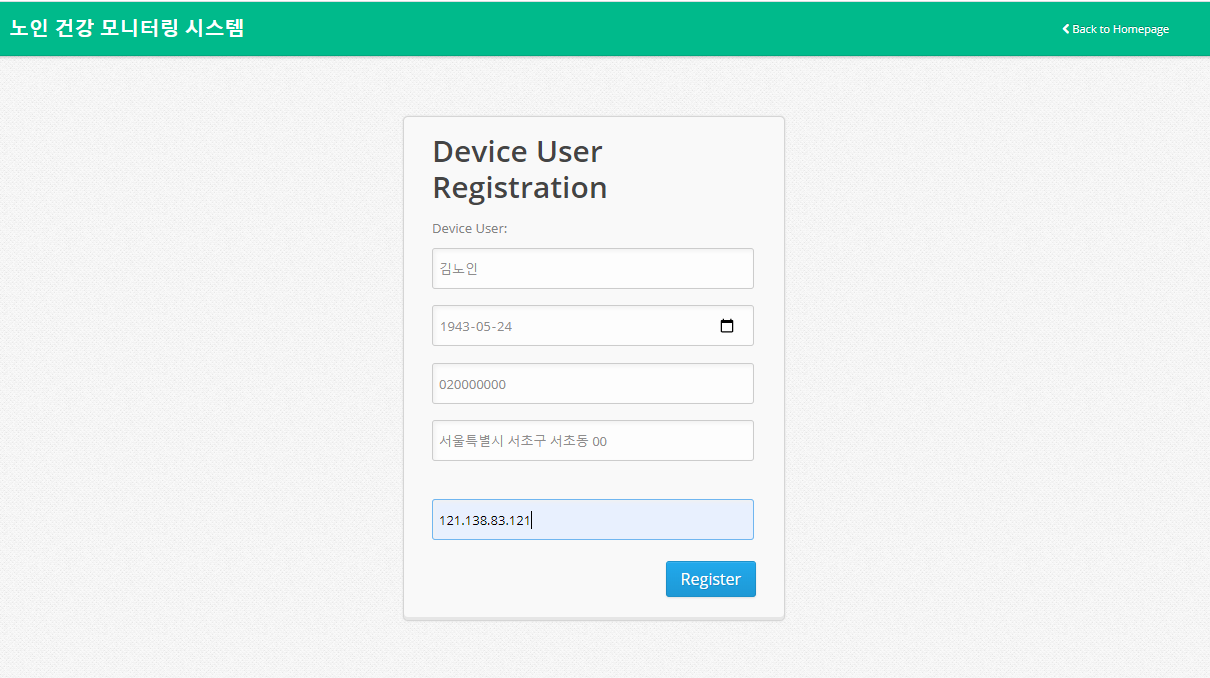 노인 건강 모니터링 시스템
Back to Homepage
Device User
Registration
Device User:
김노인
1943-05-24
020000000
서울특별시 서초구 서초동 00
121.138.83.121
Register